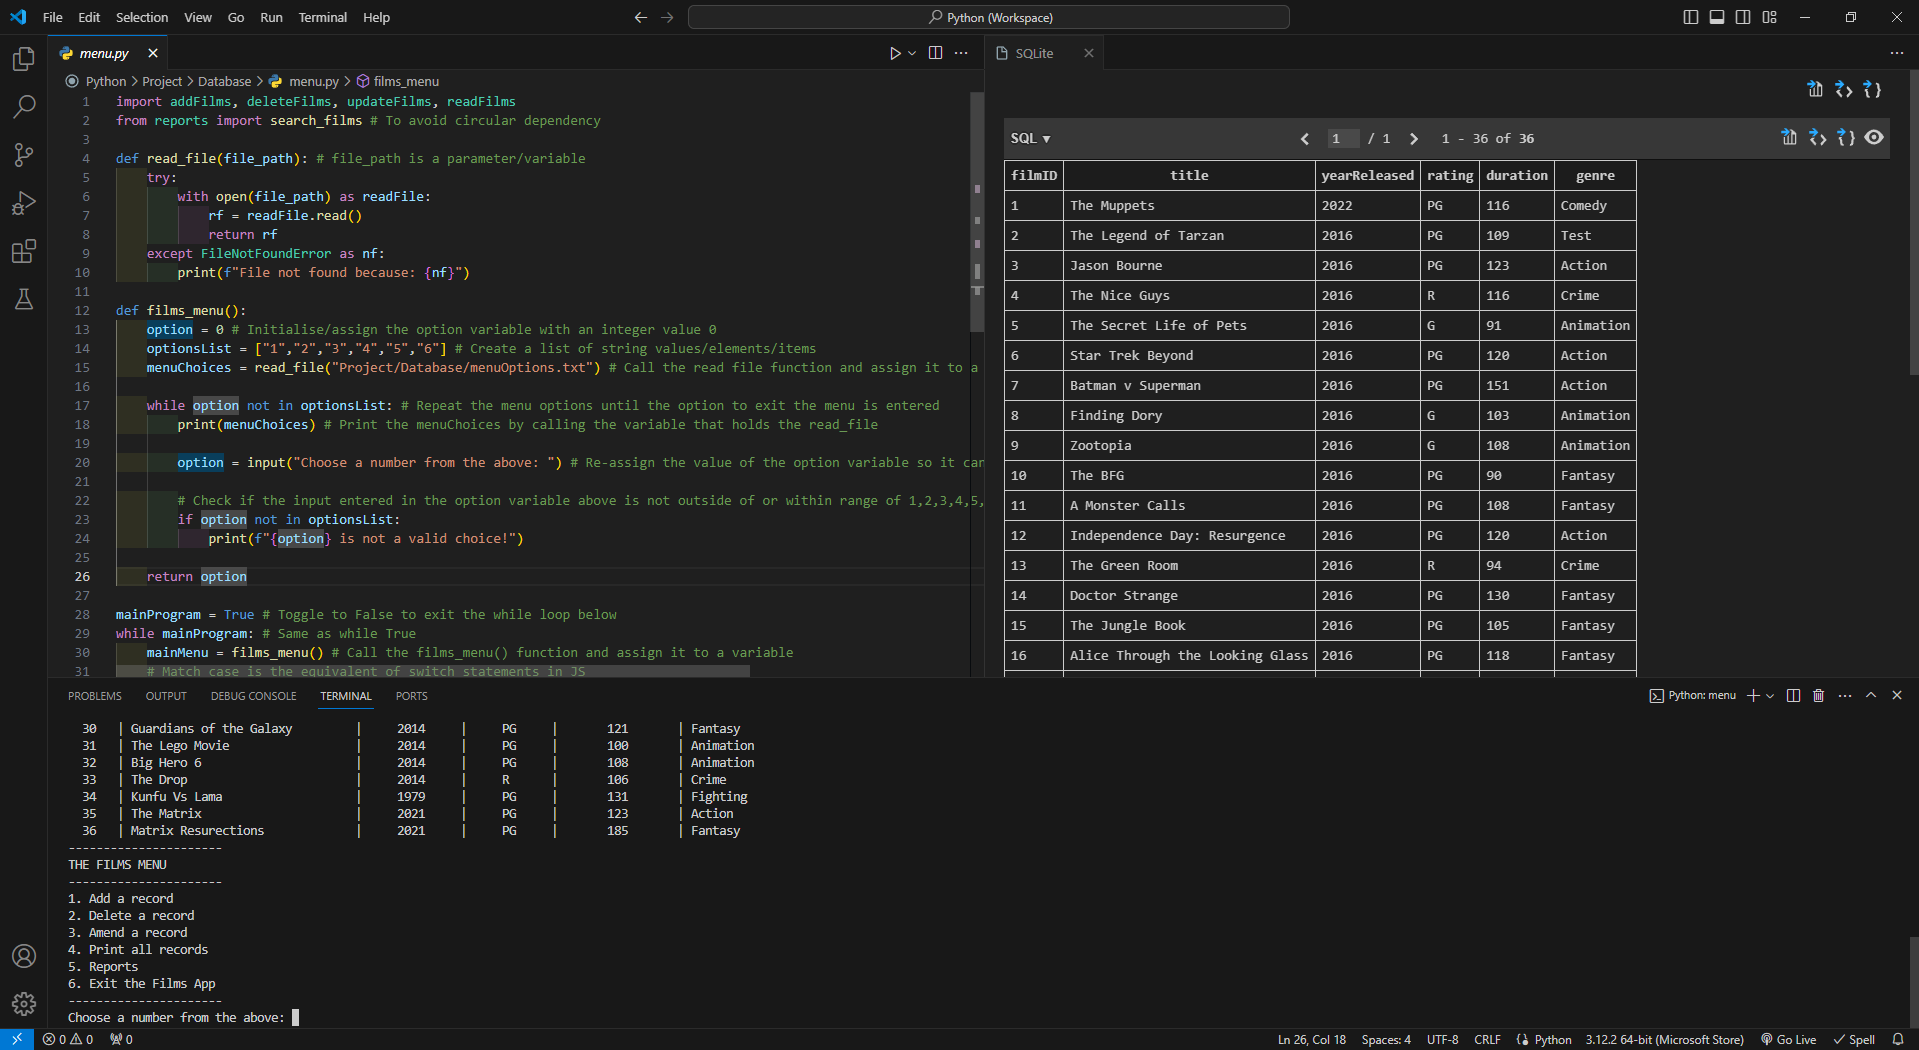 File Edit Selection View Go Run Terminal Help
Python (Workspace)
menu.py
SQLite
Python > Project > Database > menu.py > films_menu
1 import addFilms, deleteFilms, updateFilms, readFilms
2 from reports import search_films # To avoid circular dependency
3
4 def read_file(file_path): # file_path is a parameter/variable
5 try:
6 with open(file_path) as readFile:
7 rf = readFile.read()
8 return rf
9 except FileNotFoundError as nf:
10 print(f"File not found because: {nf}")
11
12 def films_menu():
13 option = 0 # Initialise/assign the option variable with an integer value 0
14 optionsList = ["1","2","3","4","5","6"] # Create a list of string values/elements/items
15 menuChoices = read_file("Project/Database/menuOptions.txt") # Call the read file function and assign it to a
16
17 while option not in optionsList: # Repeat the menu options until the option to exit the menu is entered
18 print(menuChoices) # Print the menuChoices by calling the variable that holds the read_file
19
20 option = input("Choose a number from the above: ") # Re-assign the value of the option variable so it can
21
22 # Check if the input entered in the option variable above is not outside of or within range of 1,2,3,4,5,
23 if option not in optionsList:
24 print(f"{option} is not a valid choice!")
25
26 return option
27
28 mainProgram = True # Toggle to False to exit the while loop below
29 while mainProgram: # Same as while True
30 mainMenu = films_menu() # Call the films_menu() function and assign it to a variable
31 # Match case is the equivalent of switch statements in JS
SQL ▼ < 1 / 1 > 1 - 36 of 36
filmID title yearReleased rating duration genre
1 The Muppets 2022 PG 116 Comedy
2 The Legend of Tarzan 2016 PG 109 Test
3 Jason Bourne 2016 PG 123 Action
4 The Nice Guys 2016 R 116 Crime
5 The Secret Life of Pets 2016 G 91 Animation
6 Star Trek Beyond 2016 PG 120 Action
7 Batman v Superman 2016 PG 151 Action
8 Finding Dory 2016 G 103 Animation
9 Zootopia 2016 G 108 Animation
10 The BFG 2016 PG 90 Fantasy
11 A Monster Calls 2016 PG 108 Fantasy
12 Independence Day: Resurgence 2016 PG 120 Action
13 The Green Room 2016 R 94 Crime
14 Doctor Strange 2016 PG 130 Fantasy
15 The Jungle Book 2016 PG 105 Fantasy
16 Alice Through the Looking Glass 2016 PG 118 Fantasy
PROBLEMS OUTPUT DEBUG CONSOLE TERMINAL PORTS
Python: menu
30 | Guardians of the Galaxy | 2014 | PG | 121 | Fantasy
31 | The Lego Movie | 2014 | PG | 100 | Animation
32 | Big Hero 6 | 2014 | PG | 108 | Animation
33 | The Drop | 2014 | R | 106 | Crime
34 | Kunfu Vs Lama | 1979 | PG | 131 | Fighting
35 | The Matrix | 2021 | PG | 123 | Action
36 | Matrix Resurections | 2021 | PG | 185 | Fantasy
----------------------
THE FILMS MENU
----------------------
1. Add a record
2. Delete a record
3. Amend a record
4. Print all records
5. Reports
6. Exit the Films App
----------------------
Choose a number from the above:
0 0 0
Ln 26, Col 18 Spaces: 4 UTF-8 CRLF Python 3.12.2 64-bit (Microsoft Store) Go Live Spell